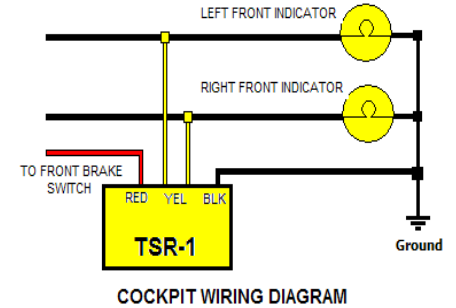 LEFT FRONT INDICATOR
RIGHT FRONT INDICATOR
TO FRONT BRAKE
SWITCH
RED YEL BLK
TSR-1
Ground
COCKPIT WIRING DIAGRAM